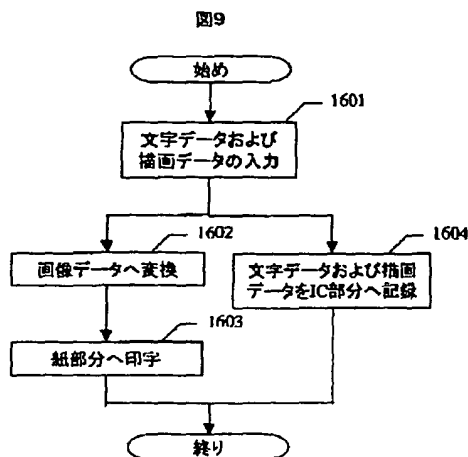 図9
始め
1601
文字データおよび
描画データの入力
1602
画像データへ変換
1604
文字データおよび描画
データをIC部分へ記録
1603
紙部分へ印字
終り